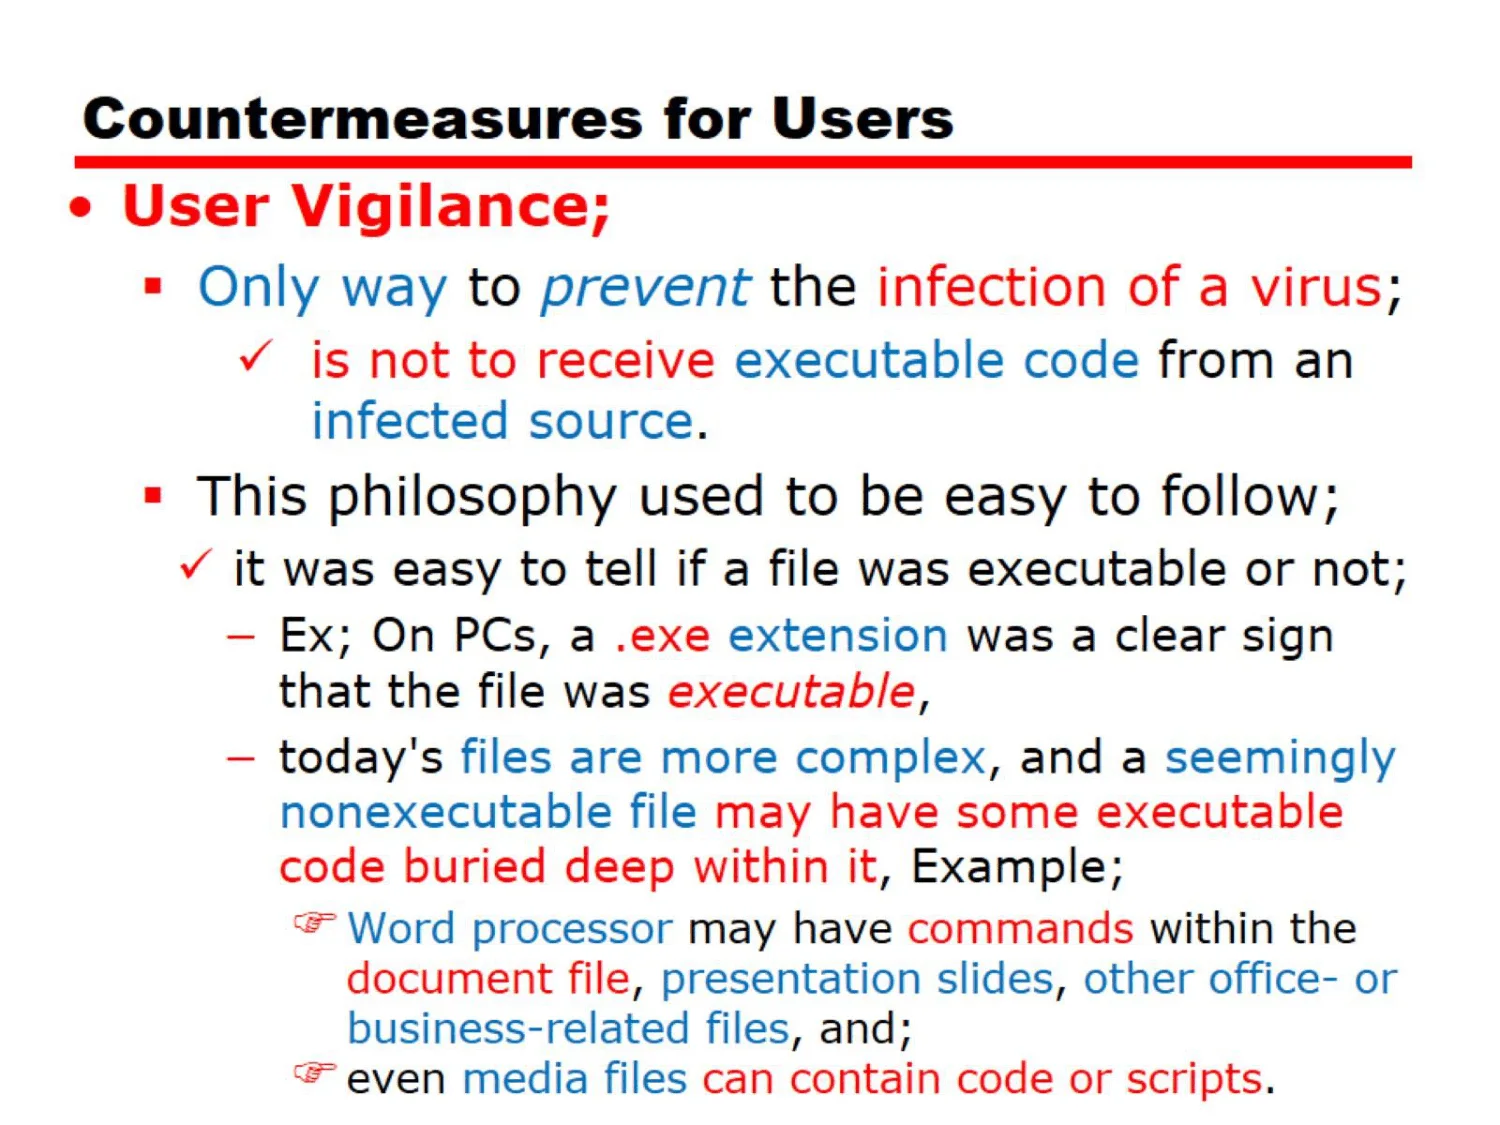 Countermeasures for Users
• User Vigilance;
▪ Only way to prevent the infection of a virus;
✓ is not to receive executable code from an
infected source.
▪ This philosophy used to be easy to follow;
✓ it was easy to tell if a file was executable or not;
– Ex; On PCs, a .exe extension was a clear sign
that the file was executable,
– today's files are more complex, and a seemingly
nonexecutable file may have some executable
code buried deep within it, Example;
☞ Word processor may have commands within the
document file, presentation slides, other office- or
business-related files, and;
☞ even media files can contain code or scripts.